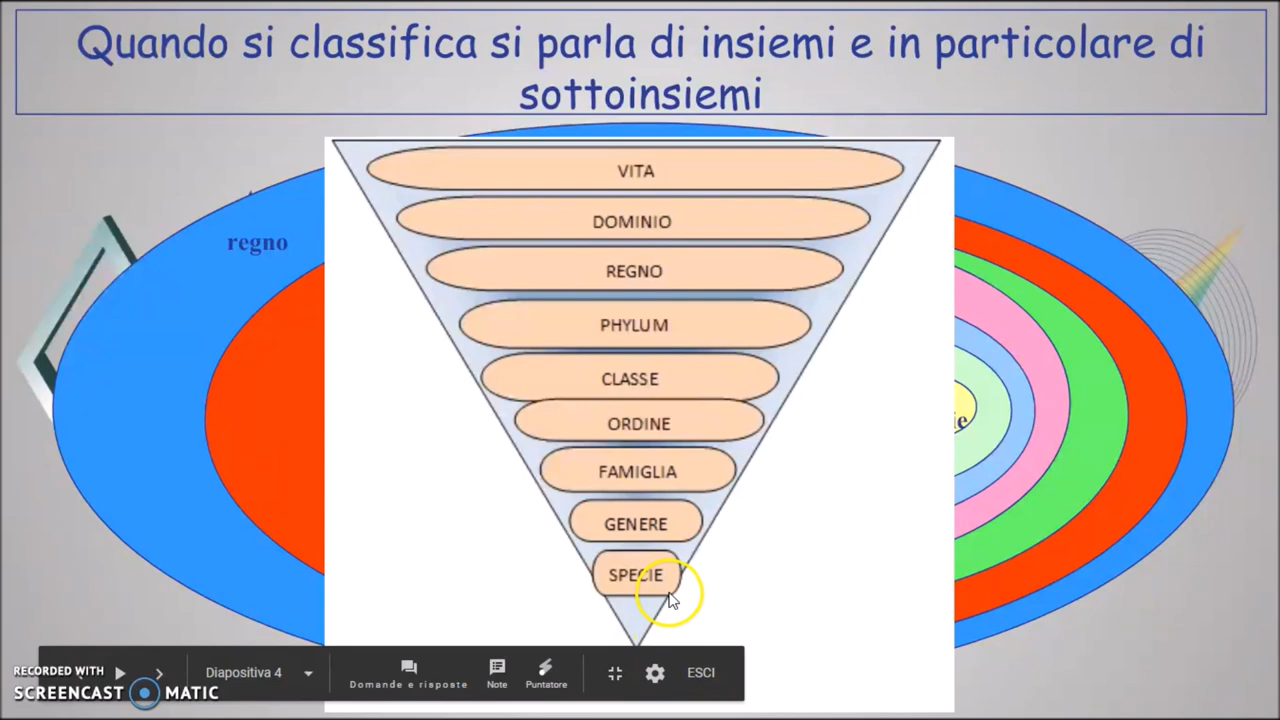 Quando si classifica si parla di insiemi e in particolare di
sottoinsiemi
regno
VITA
DOMINIO
REGNO
PHYLUM
CLASSE
ORDINE
FAMIGLIA
GENERE
SPECIE
ie
RECORDED WITH
SCREENCAST MATIC
Diapositiva 4
Domande e risposte
Note
Puntatore
ESCI